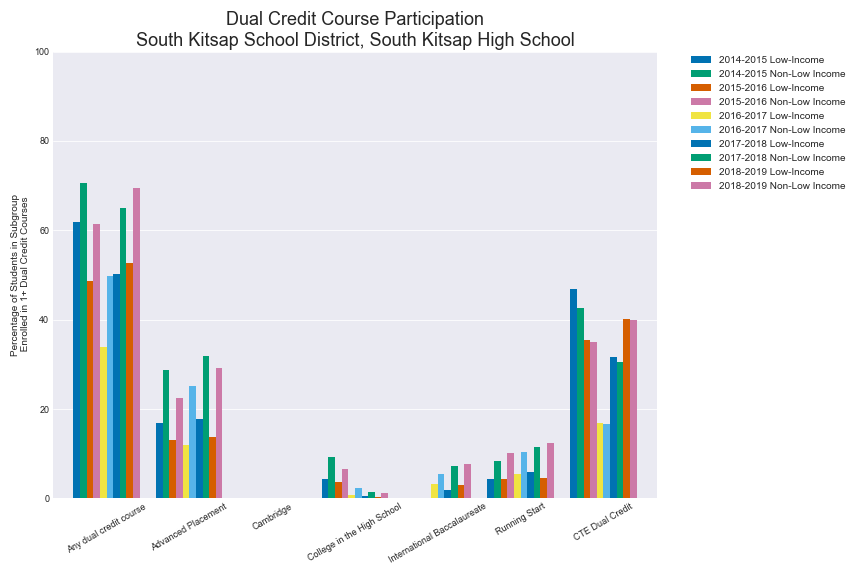 Dual Credit Course Participation
South Kitsap School District, South Kitsap High School
Percentage of Students in Subgroup
Enrolled in 1+ Dual Credit Courses
100
80
60
40
20
0
Any dual credit course
Advanced Placement
Cambridge
College in the High School
International Baccalaureate
Running Start
CTE Dual Credit
2014-2015 Low-Income
2014-2015 Non-Low Income
2015-2016 Low-Income
2015-2016 Non-Low Income
2016-2017 Low-Income
2016-2017 Non-Low Income
2017-2018 Low-Income
2017-2018 Non-Low Income
2018-2019 Low-Income
2018-2019 Non-Low Income